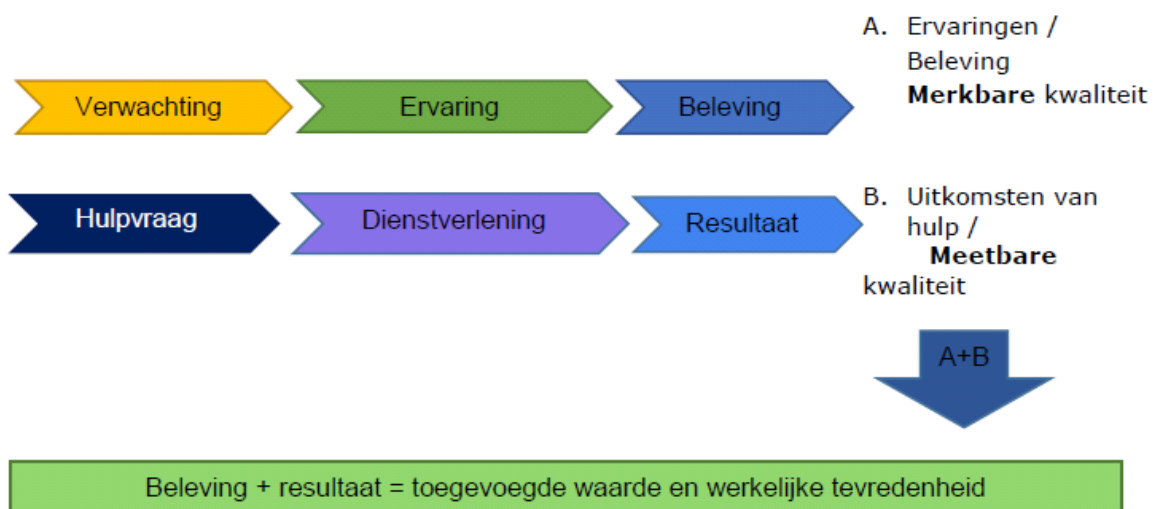 A. Ervaringen /
Beleving
Merkbare kwaliteit
Verwachting
Ervaring
Beleving
Hulpvraag
Dienstverlening
Resultaat
B. Uitkomsten van
hulp /
Meetbare
kwaliteit
A+B
Beleving + resultaat = toegevoegde waarde en werkelijke tevredenheid